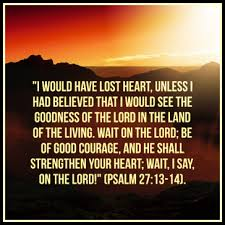 "I WOULD HAVE LOST HEART, UNLESS I
HAD BELIEVED THAT I WOULD SEE THE
GOODNESS OF THE LORD IN THE LAND
OF THE LIVING. WAIT ON THE LORD; BE
OF GOOD COURAGE, AND HE SHALL
STRENGTHEN YOUR HEART; WAIT, I SAY,
ON THE LORD!" (PSALM 27:13-14).